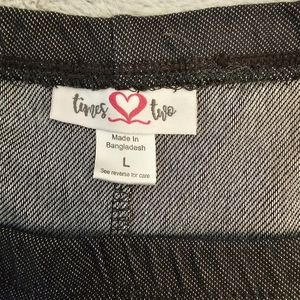 times two
Made In
Bangladesh
L
See reverse for care